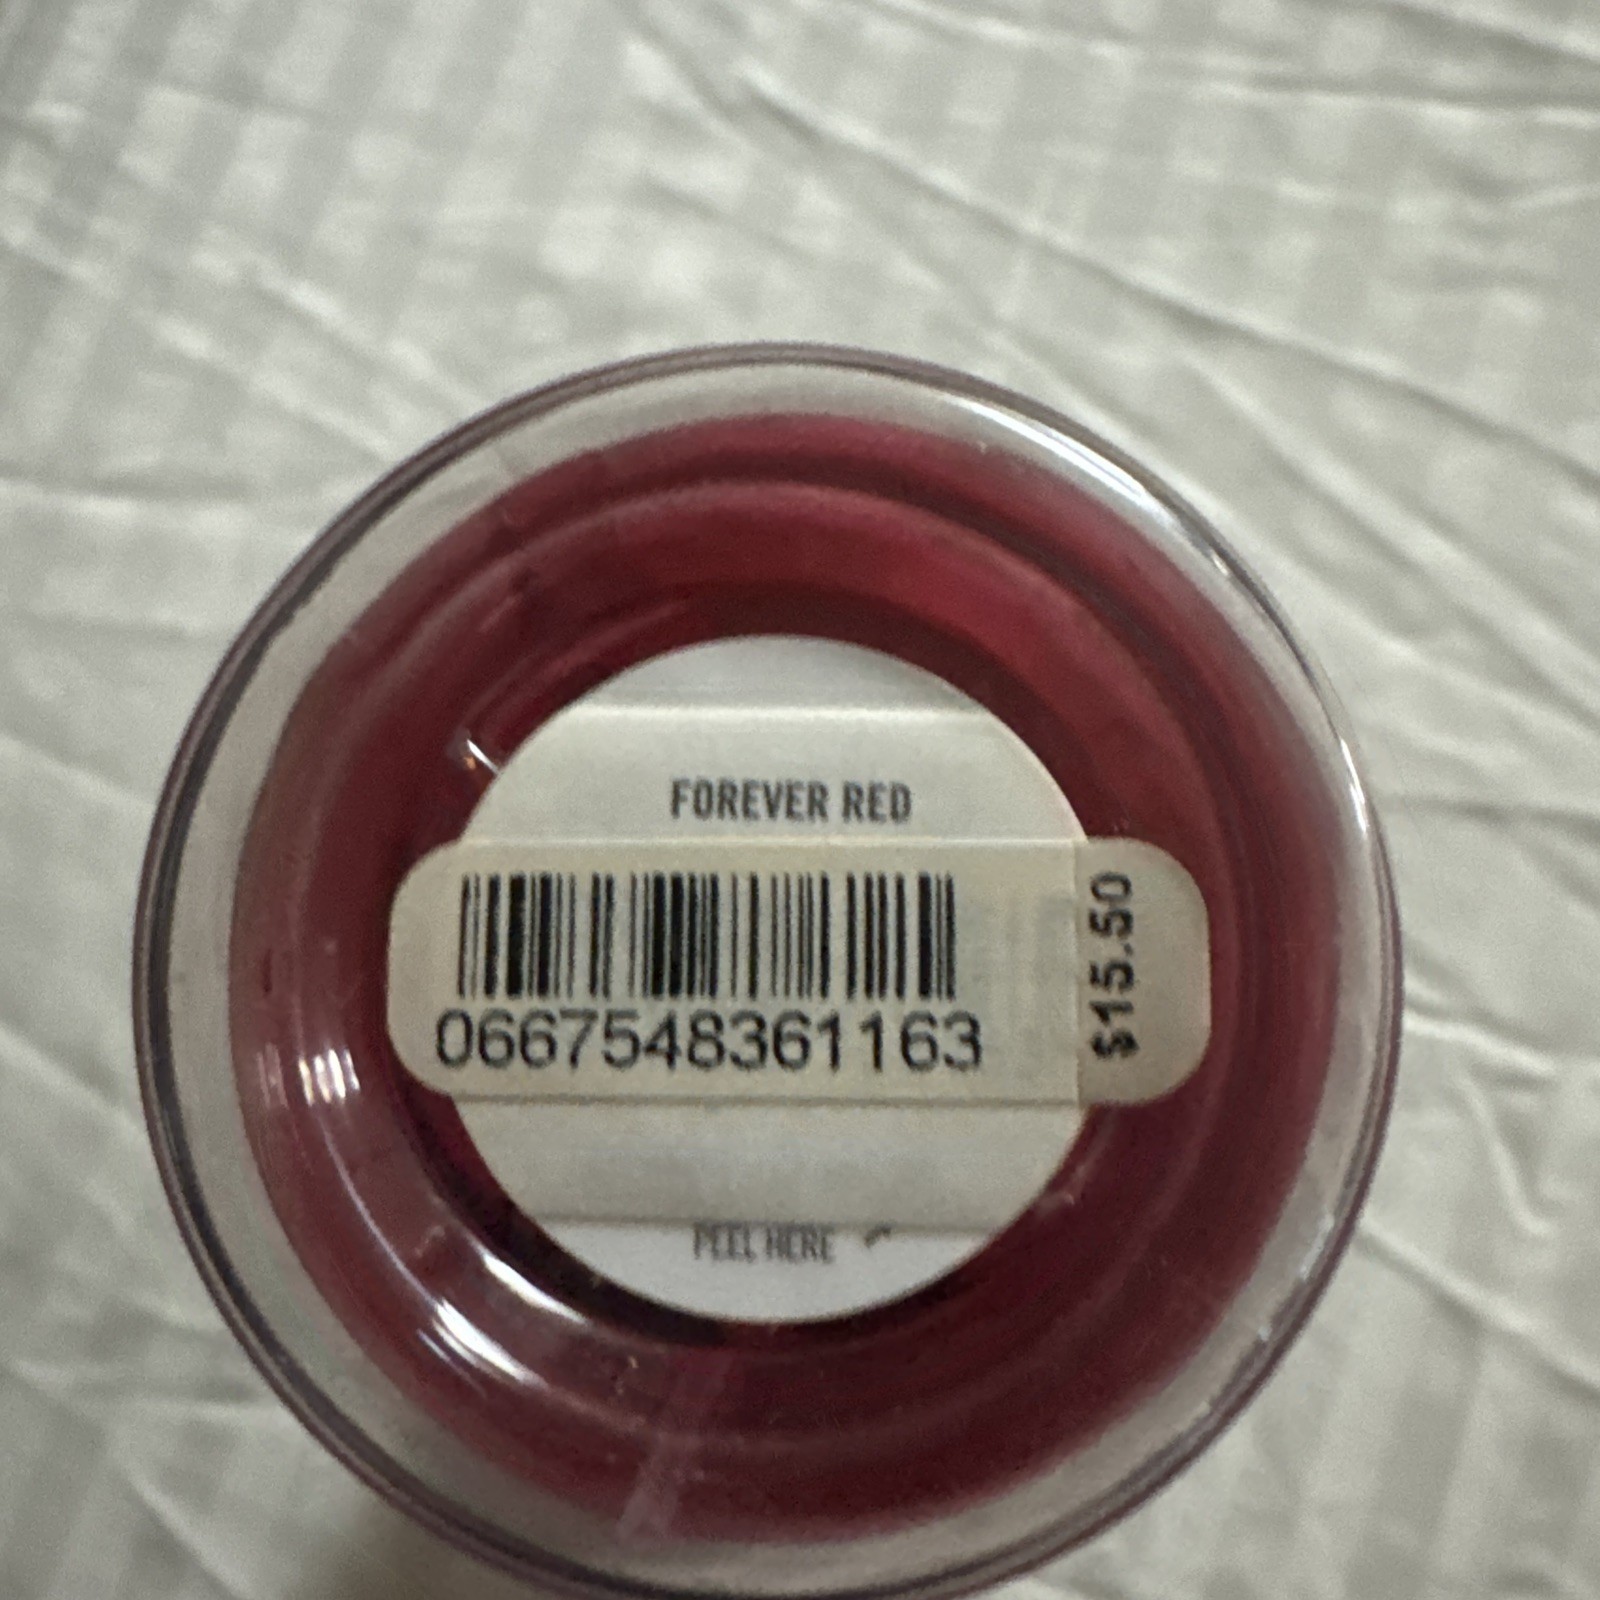 FOREVER RED
0667548361163
$15.50
PEEL HERE